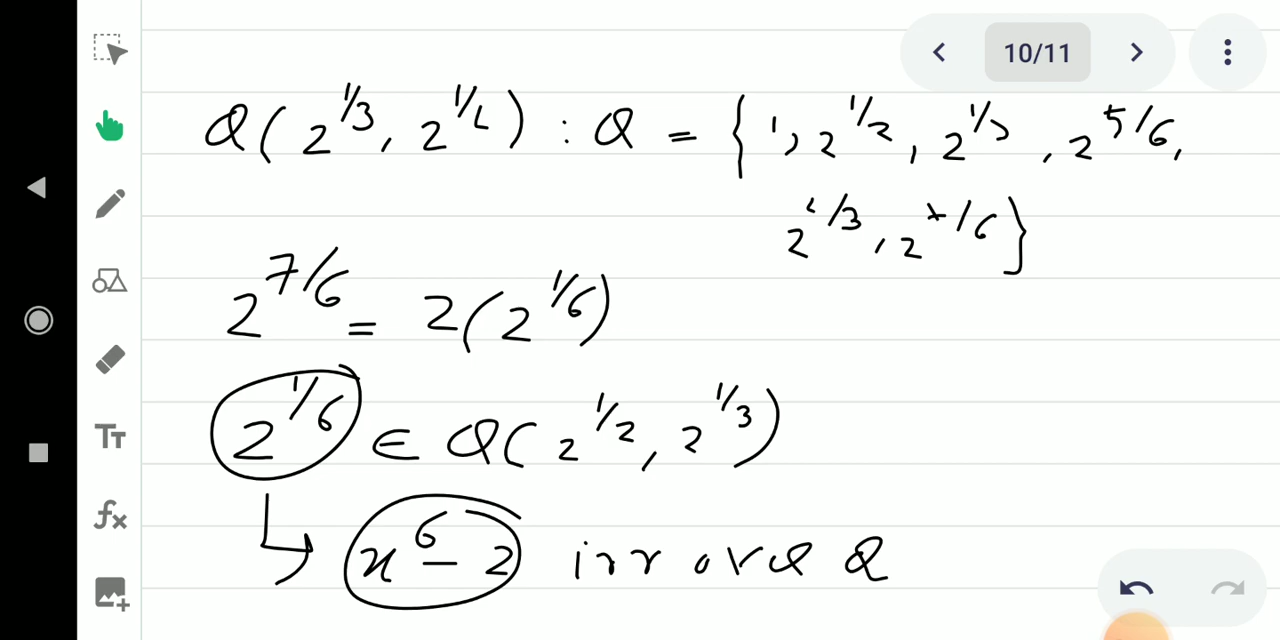 10/11
Q(2^{1/3}, 2^{1/2}) : Q = {1, 2^{1/2}, 2^{1/3}, 2^{5/6},
2^{2/3}, 2^{7/6}}
2^{7/6} = 2(2^{1/6})
2^{1/6} ∈ Q(2^{1/2}, 2^{1/3})
↳ x^6 - 2 irr over Q
Tт
fx